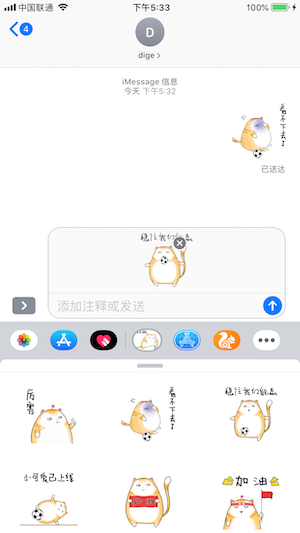 中国联通
下午5:33
100%
4
D
dige
iMessage 信息
今天 下午5:32
看不下去了
已送达
稳住我们能赢
添加注释或发送
厉害
看不下去了
稳住我们能赢
小可爱已上线
加油